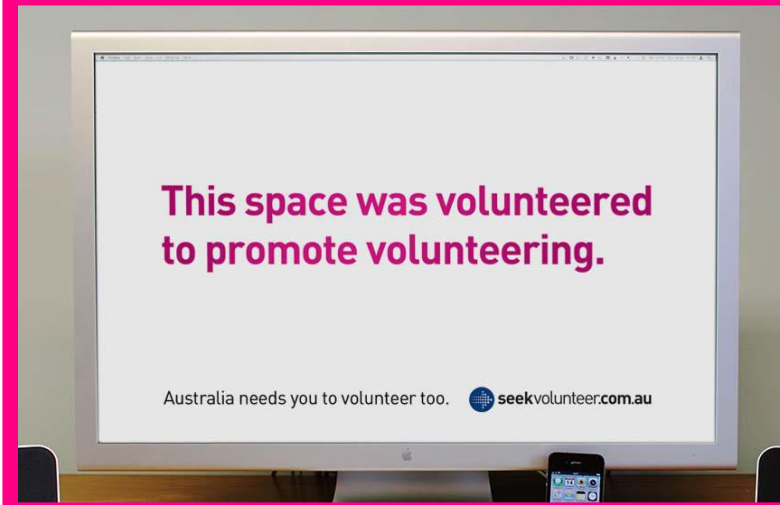 This space was volunteered
to promote volunteering.
Australia needs you to volunteer too. seekvolunteer.com.au